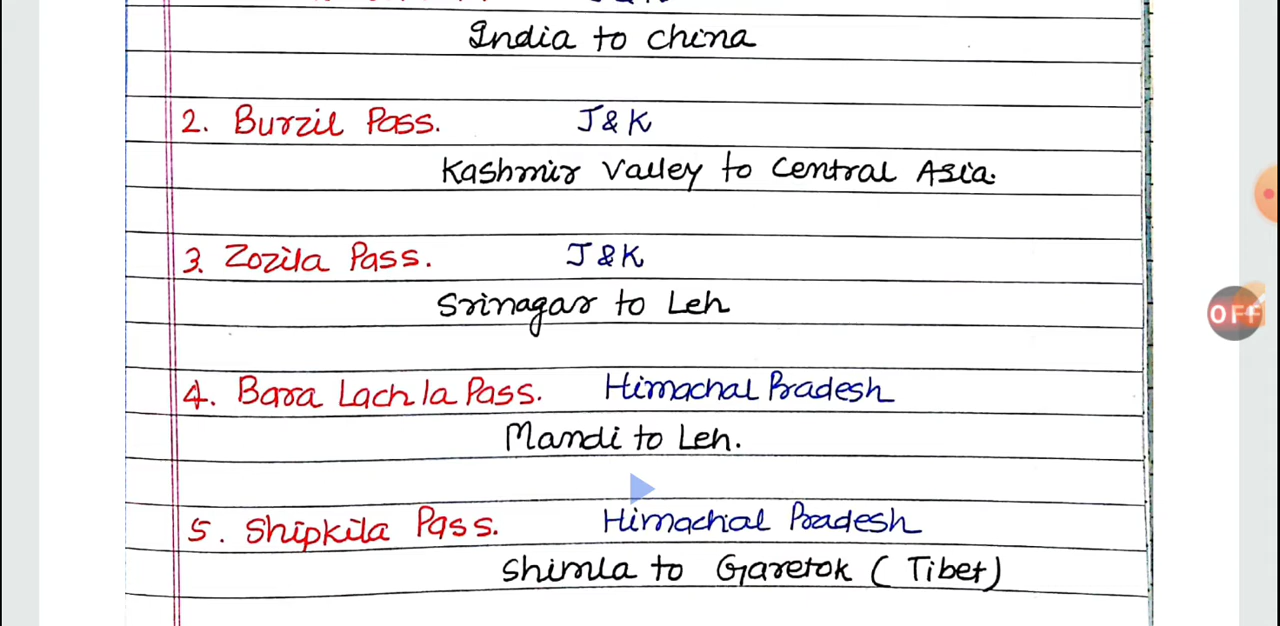 India to china
2. Burzil Pass. J & K
Kashmir Valley to Central Asia.
3. Zozila Pass. J & K
Srinagar to Leh
4. Bara Lach la Pass. Himachal Pradesh
Mandi to Leh.
5. Shipkila Pass. Himachal Pradesh
Shimla to Garetok ( Tibet)
OFF